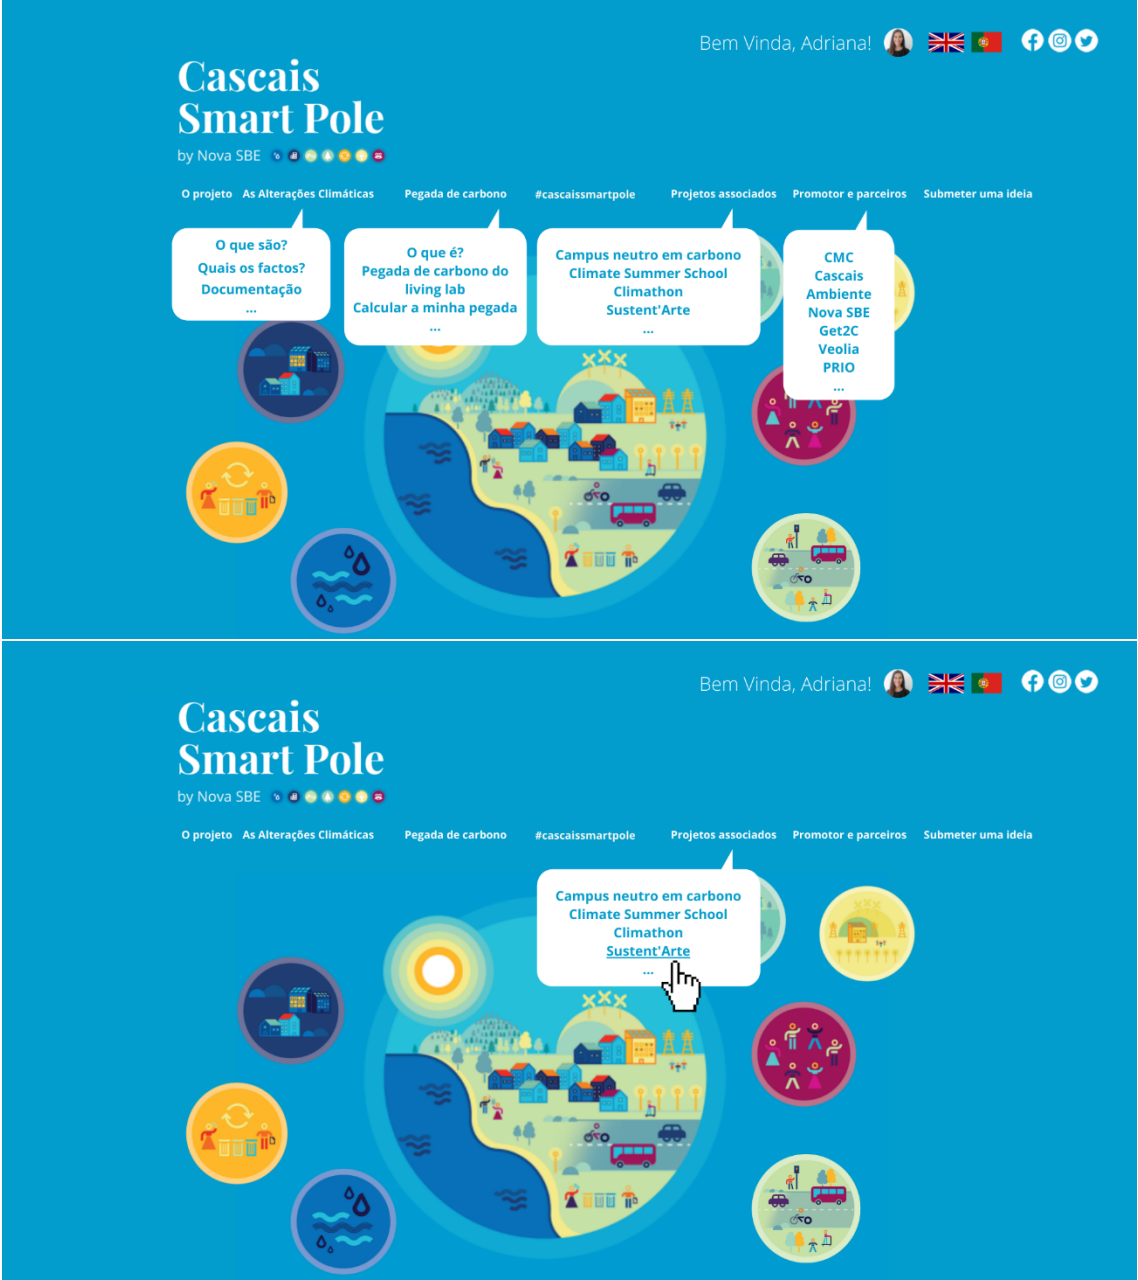 Bem Vinda, Adriana!
Cascais
Smart Pole
by Nova SBE
O projeto As Alterações Climáticas Pegada de carbono #cascaissmartpole Projetos associados Promotor e parceiros Submeter uma ideia
O que são?
Quais os factos?
Documentação
...
O que é?
Pegada de carbono do
living lab
Calcular a minha pegada
...
Campus neutro em carbono
Climate Summer School
Climathon
Sustent'Arte
...
CMC
Cascais
Ambiente
Nova SBE
Get2C
Veolia
PRIO
...
Bem Vinda, Adriana!
Cascais
Smart Pole
by Nova SBE
O projeto As Alterações Climáticas Pegada de carbono #cascaissmartpole Projetos associados Promotor e parceiros Submeter uma ideia
Campus neutro em carbono
Climate Summer School
Climathon
Sustent'Arte
...